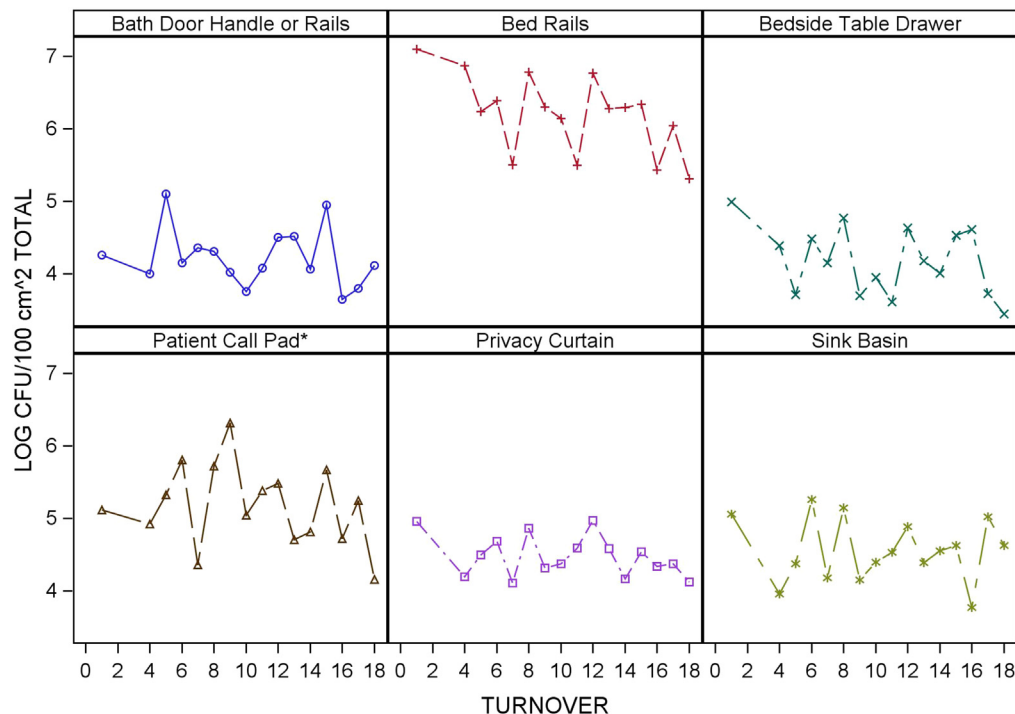 Bath Door Handle or Rails
Bed Rails
Bedside Table Drawer
7
6
5
4
Patient Call Pad*
Privacy Curtain
Sink Basin
7
6
5
4
LOG CFU/100 cm^2 TOTAL
0 2 4 6 8 10 12 14 16 18
0 2 4 6 8 10 12 14 16 18
0 2 4 6 8 10 12 14 16 18
TURNOVER